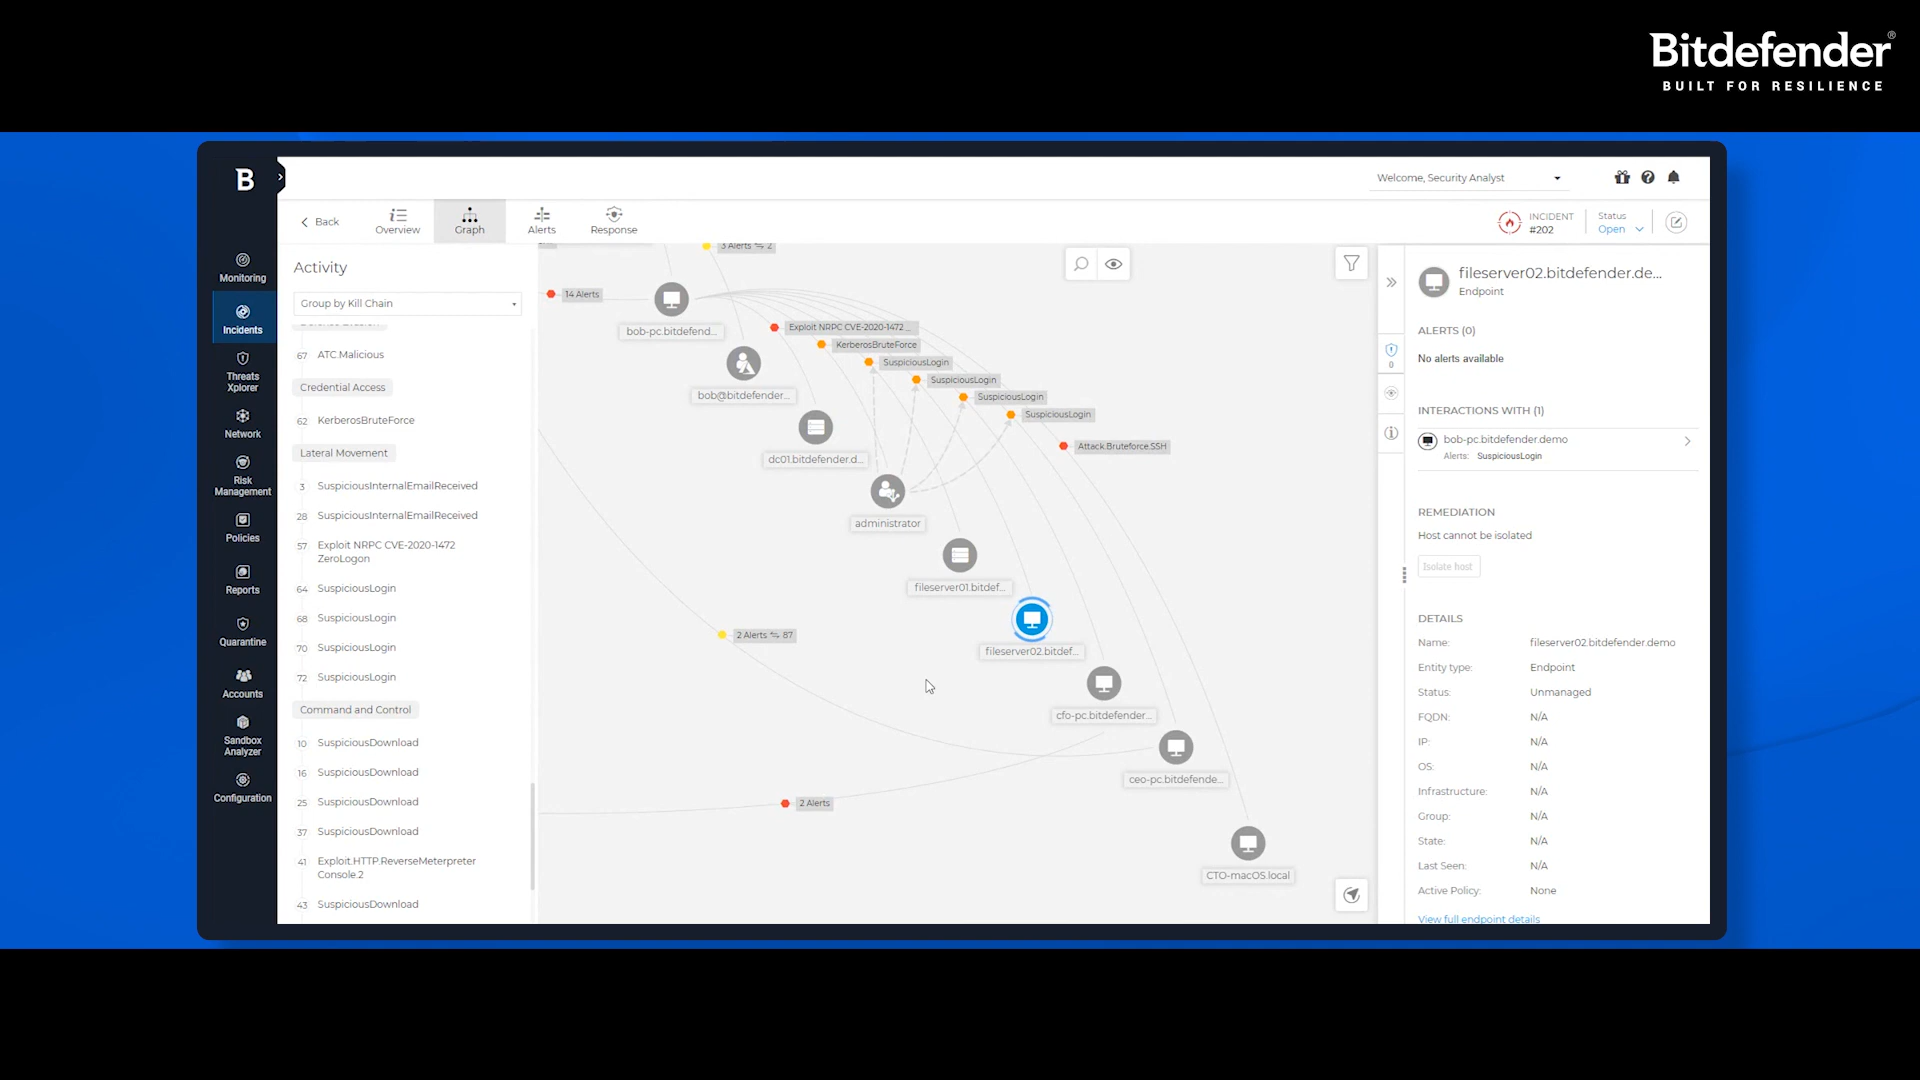 Bitdefender®
BUILT FOR RESILIENCE
B
Welcome, Security Analyst
Back
Overview
Graph
Alerts
Response
INCIDENT
#202
Status
Open
Monitoring
Incidents
Threats
Xplorer
Network
Risk
Management
Policies
Reports
Quarantine
Accounts
Sandbox
Analyzer
Configuration
Activity
Group by Kill Chain
67 ATC.Malicious
Credential Access
62 KerberosBruteForce
Lateral Movement
3 SuspiciousInternalEmailReceived
28 SuspiciousInternalEmailReceived
57 Exploit NRPC CVE-2020-1472
ZeroLogon
64 SuspiciousLogin
68 SuspiciousLogin
70 SuspiciousLogin
72 SuspiciousLogin
Command and Control
10 SuspiciousDownload
16 SuspiciousDownload
25 SuspiciousDownload
37 SuspiciousDownload
41 Exploit.HTTP.ReverseMeterpreter
Console.2
43 SuspiciousDownload
3 Alerts ⇆ 2
14 Alerts
bob-pc.bitdefend...
Exploit NRPC CVE-2020-1472 ...
KerberosBruteForce
SuspiciousLogin
SuspiciousLogin
SuspiciousLogin
SuspiciousLogin
bob@bitdefender...
Attack.Bruteforce.SSH
dc01.bitdefender.d...
administrator
fileserver01.bitdef...
2 Alerts ⇆ 87
fileserver02.bitdef...
cfo-pc.bitdefender...
ceo-pc.bitdefende...
2 Alerts
CTO-macOS.local
fileserver02.bitdefender.de...
Endpoint
0
ALERTS (0)
No alerts available
INTERACTIONS WITH (1)
bob-pc.bitdefender.demo
Alerts: SuspiciousLogin
REMEDIATION
Host cannot be isolated
Isolate host
DETAILS
Name: fileserver02.bitdefender.demo
Entity type: Endpoint
Status: Unmanaged
FQDN: N/A
IP: N/A
OS: N/A
Infrastructure: N/A
Group: N/A
State: N/A
Last Seen: N/A
Active Policy: None
View full endpoint details